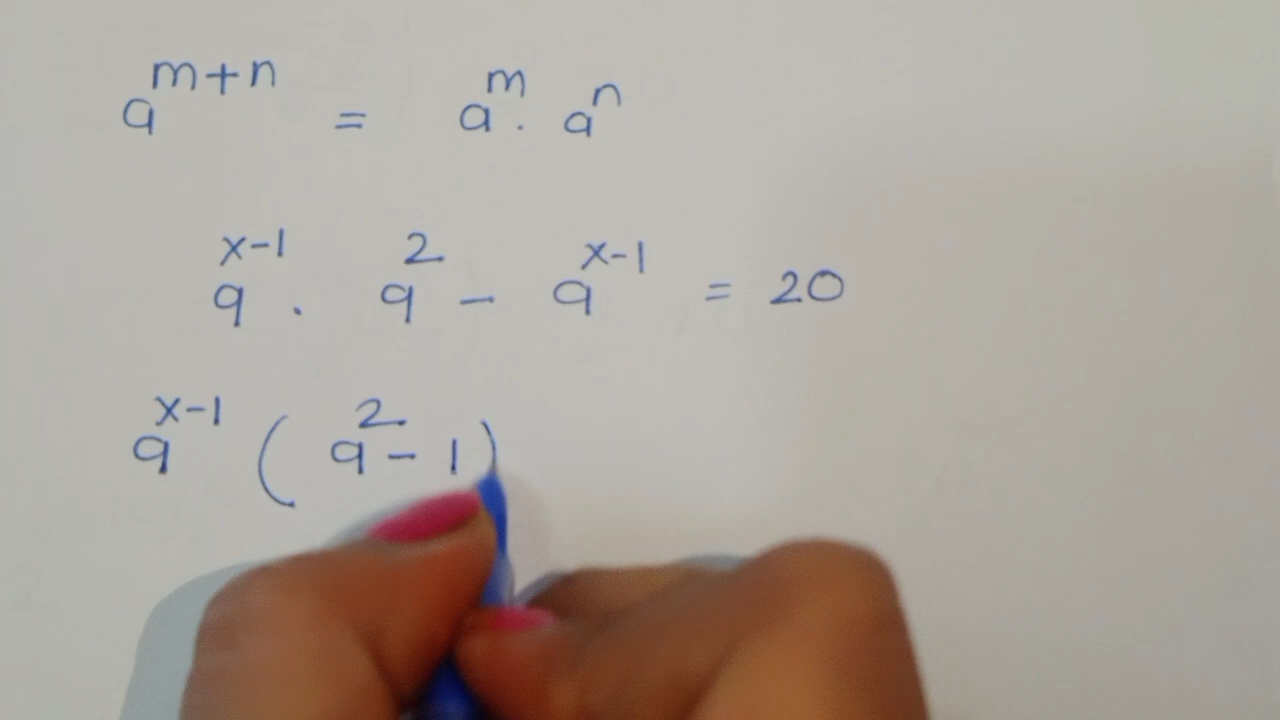 a^{m+n} = a^m . a^n
9^{x-1} . 9^2 - 9^{x-1} = 20
9^{x-1} ( 9^2 - 1 )